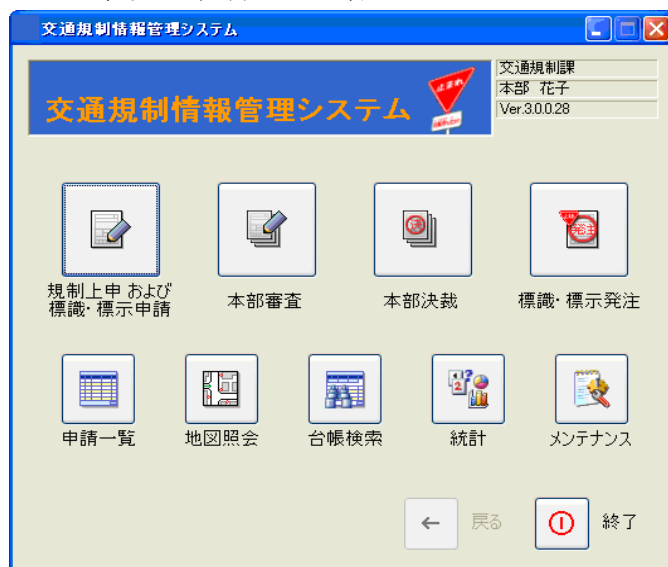 交通規制情報管理システム
交通規制課
本部 花子
Ver.3.0.0.28
交通規制情報管理システム
止まれ
規制上申 および
標識・標示申請
本部審査
本部決裁
標識・標示発注
申請一覧
地図照会
台帳検索
統計
メンテナンス
戻る
終了